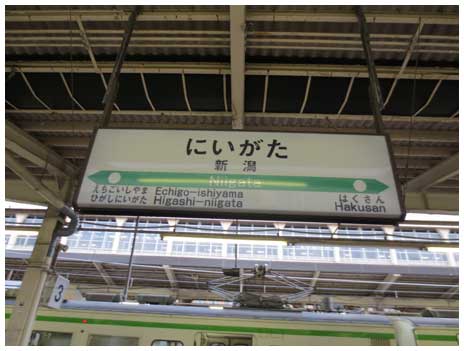 にいがた
新潟
Niigata
えちごいしやま Echigo-ishiyama
ひがしにいがた Higashi-niigata
はくさん
Hakusan
3